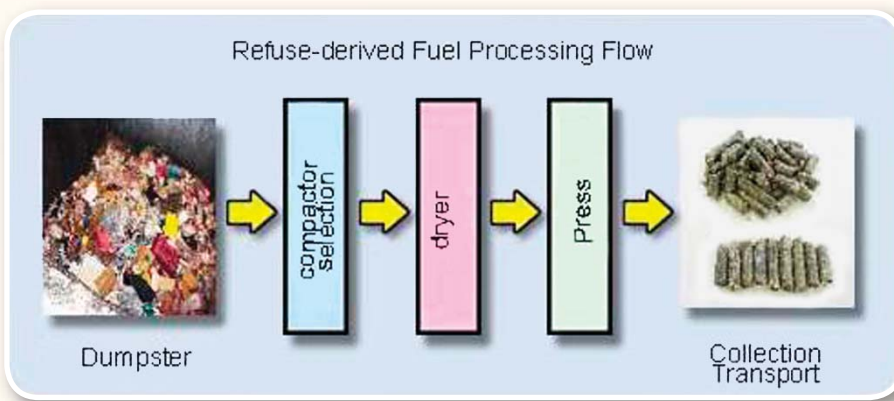 Refuse-derived Fuel Processing Flow
compactor
selection
dryer
Press
Dumpster
Collection
Transport